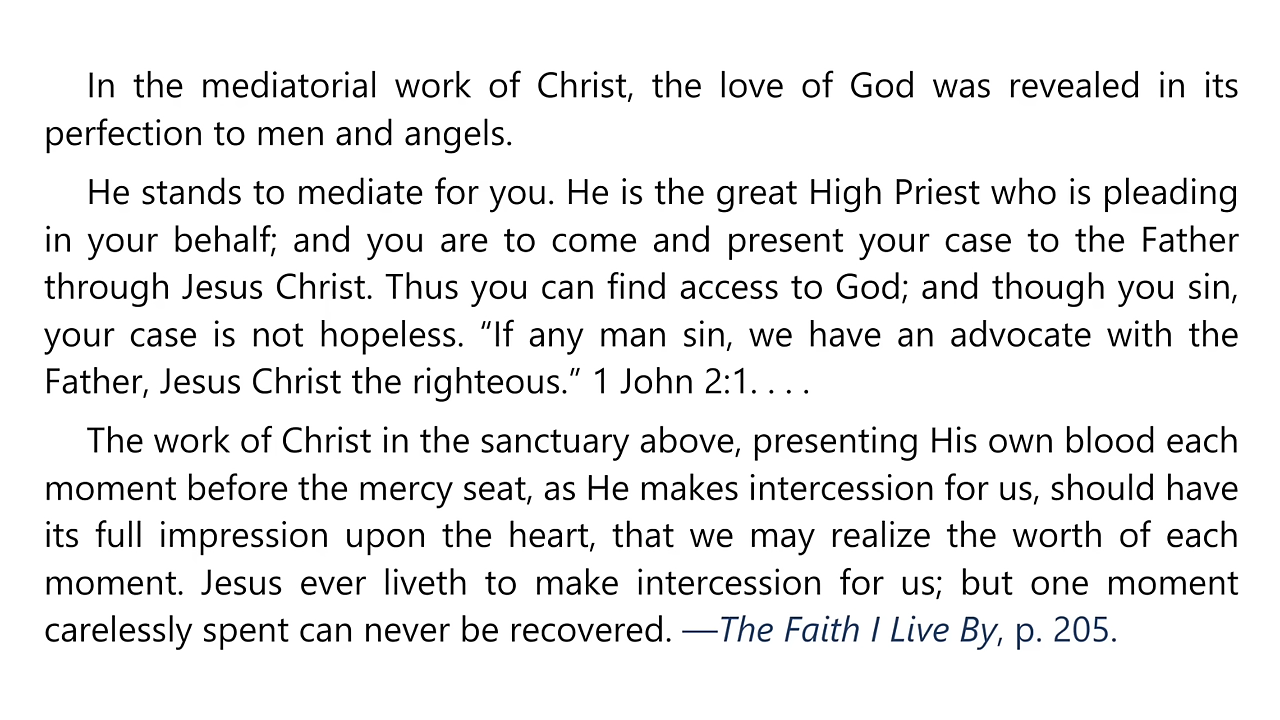 In the mediatorial work of Christ, the love of God was revealed in its
perfection to men and angels.
He stands to mediate for you. He is the great High Priest who is pleading
in your behalf; and you are to come and present your case to the Father
through Jesus Christ. Thus you can find access to God; and though you sin,
your case is not hopeless. “If any man sin, we have an advocate with the
Father, Jesus Christ the righteous.” 1 John 2:1. . . .
The work of Christ in the sanctuary above, presenting His own blood each
moment before the mercy seat, as He makes intercession for us, should have
its full impression upon the heart, that we may realize the worth of each
moment. Jesus ever liveth to make intercession for us; but one moment
carelessly spent can never be recovered. —The Faith I Live By, p. 205.